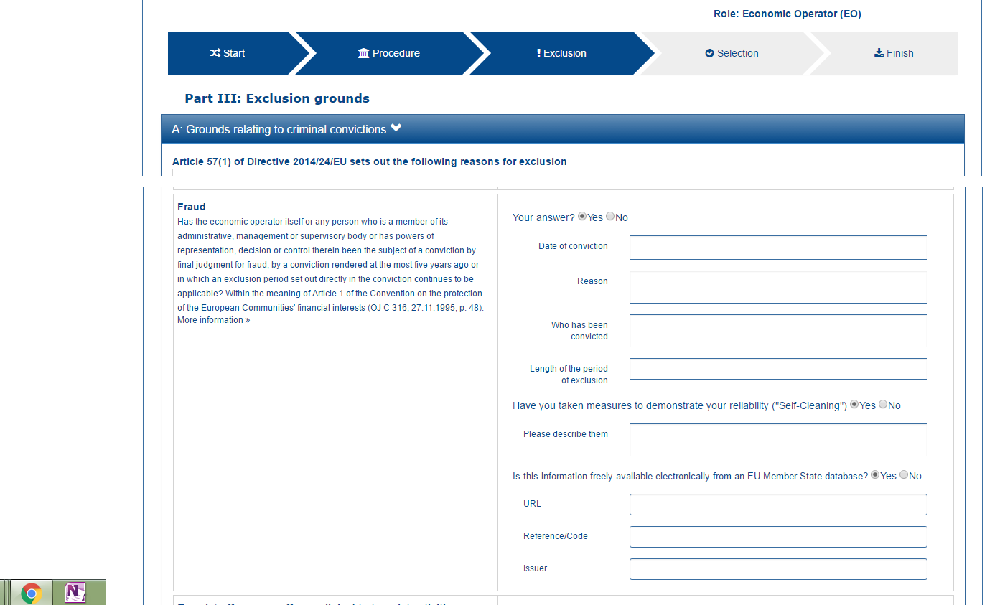 Role: Economic Operator (EO)
Start
Procedure
Exclusion
Selection
Finish
Part III: Exclusion grounds
A: Grounds relating to criminal convictions
Article 57(1) of Directive 2014/24/EU sets out the following reasons for exclusion
Fraud
Has the economic operator itself or any person who is a member of its
administrative, management or supervisory body or has powers of
representation, decision or control therein been the subject of a conviction by
final judgment for fraud, by a conviction rendered at the most five years ago or
in which an exclusion period set out directly in the conviction continues to be
applicable? Within the meaning of Article 1 of the Convention on the protection
of the European Communities' financial interests (OJ C 316, 27.11.1995, p. 48).
More information »
Your answer? Yes No
Date of conviction
Reason
Who has been
convicted
Length of the period
of exclusion
Have you taken measures to demonstrate your reliability ("Self-Cleaning") Yes No
Please describe them
Is this information freely available electronically from an EU Member State database? Yes No
URL
Reference/Code
Issuer